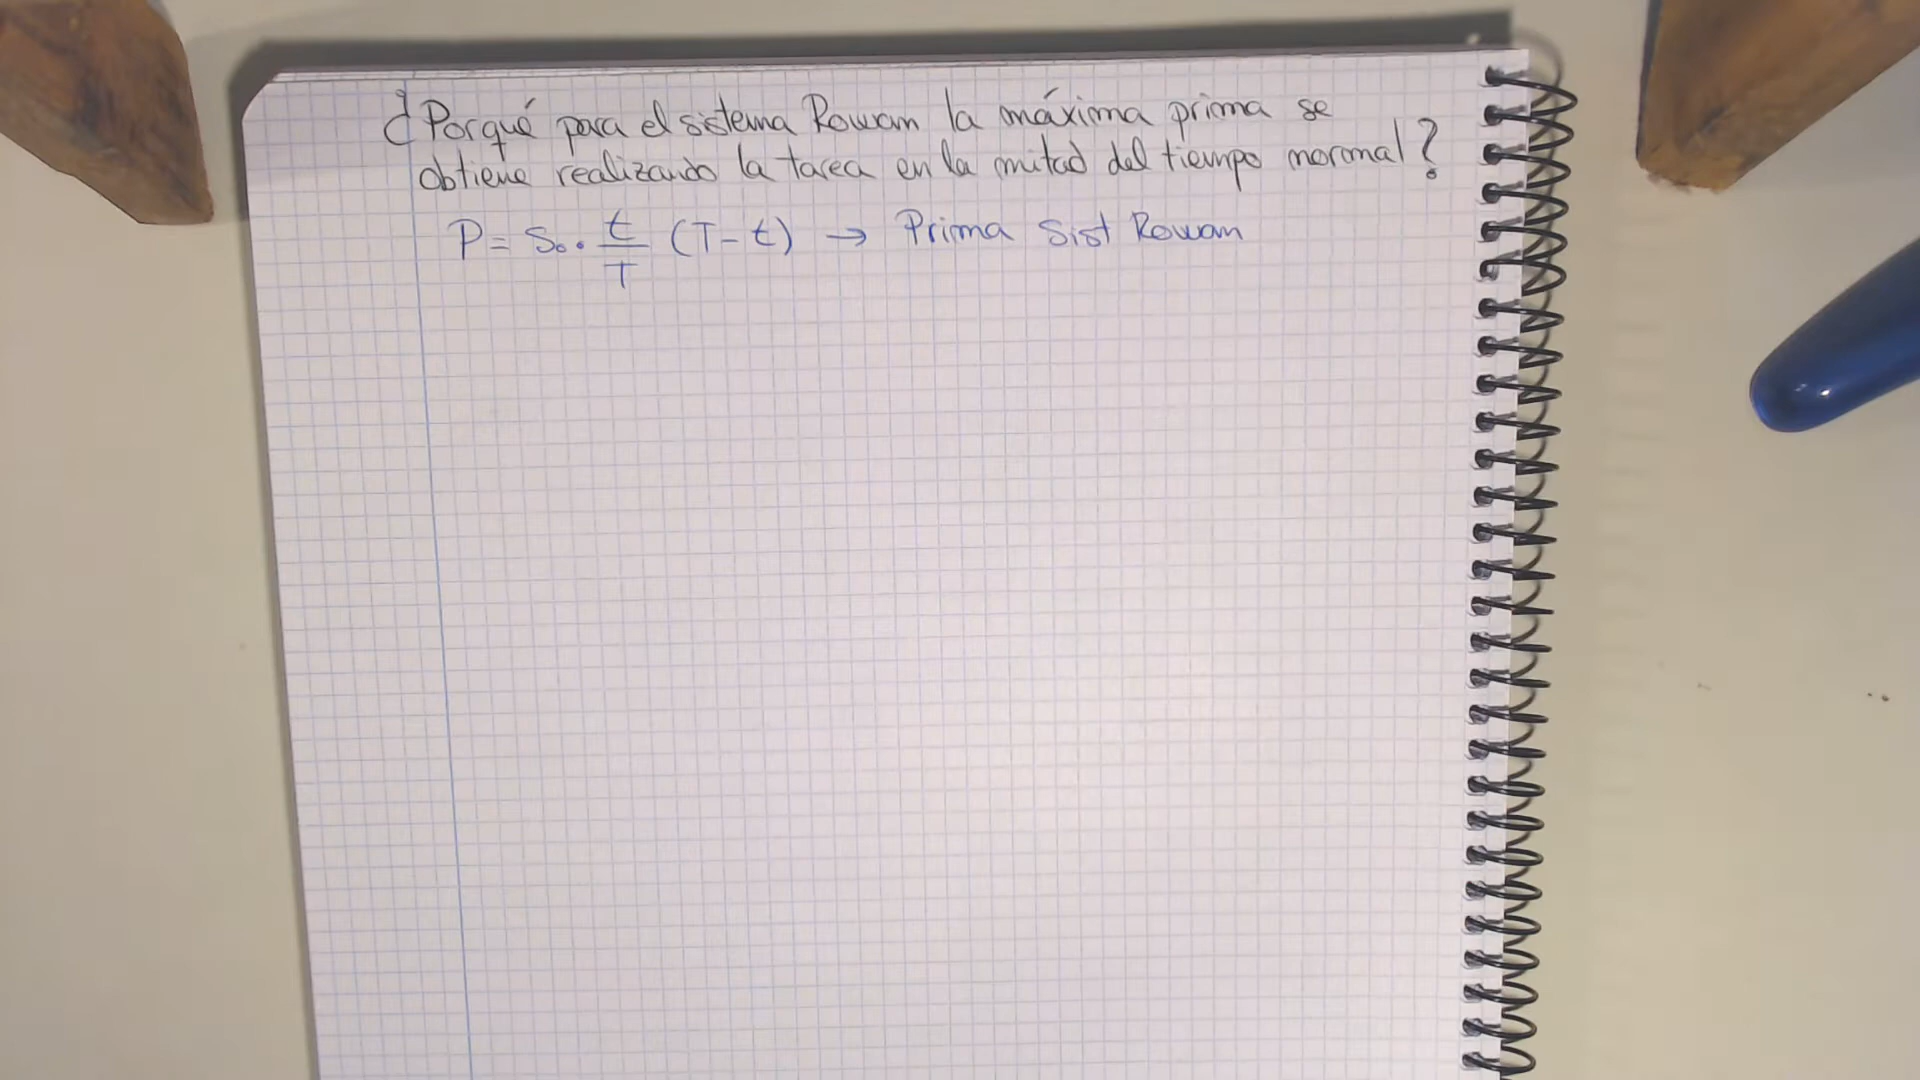 ¿Porqué para el sistema Rowan la máxima prima se
obtiene realizando la tarea en la mitad del tiempo normal?
P = S₀ · t/T (T - t) → Prima Sist Rowan